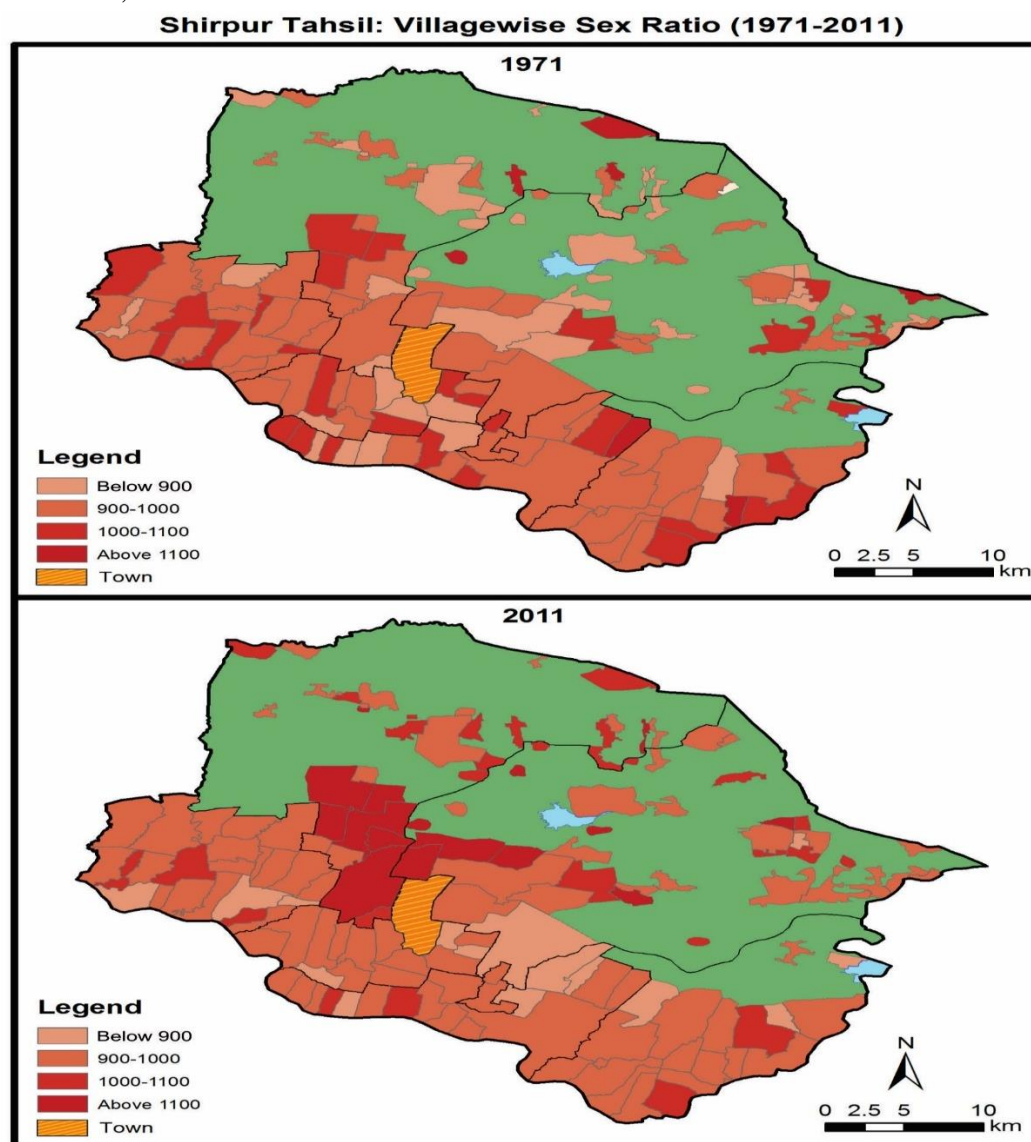 Shirpur Tahsil: Villagewise Sex Ratio (1971-2011)
1971
Legend
Below 900
900-1000
1000-1100
Above 1100
Town
N
0 2.5 5 10
km
2011
Legend
Below 900
900-1000
1000-1100
Above 1100
Town
N
0 2.5 5 10
km